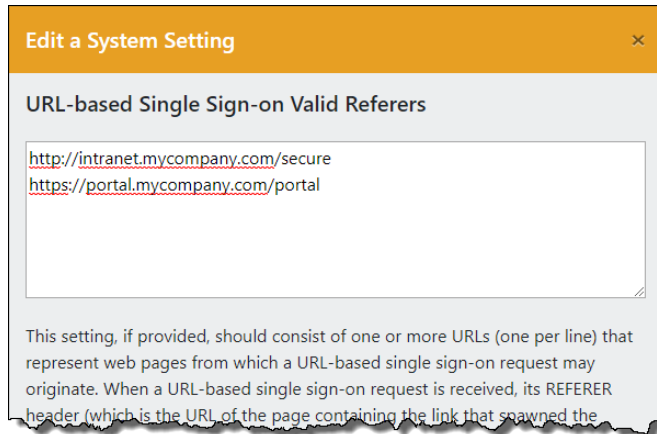 Edit a System Setting ×
URL-based Single Sign-on Valid Referers
http://intranet.mycompany.com/secure
https://portal.mycompany.com/portal
This setting, if provided, should consist of one or more URLs (one per line) that
represent web pages from which a URL-based single sign-on request may
originate. When a URL-based single sign-on request is received, its REFERER
header (which is the URL of the page containing the link that spawned the